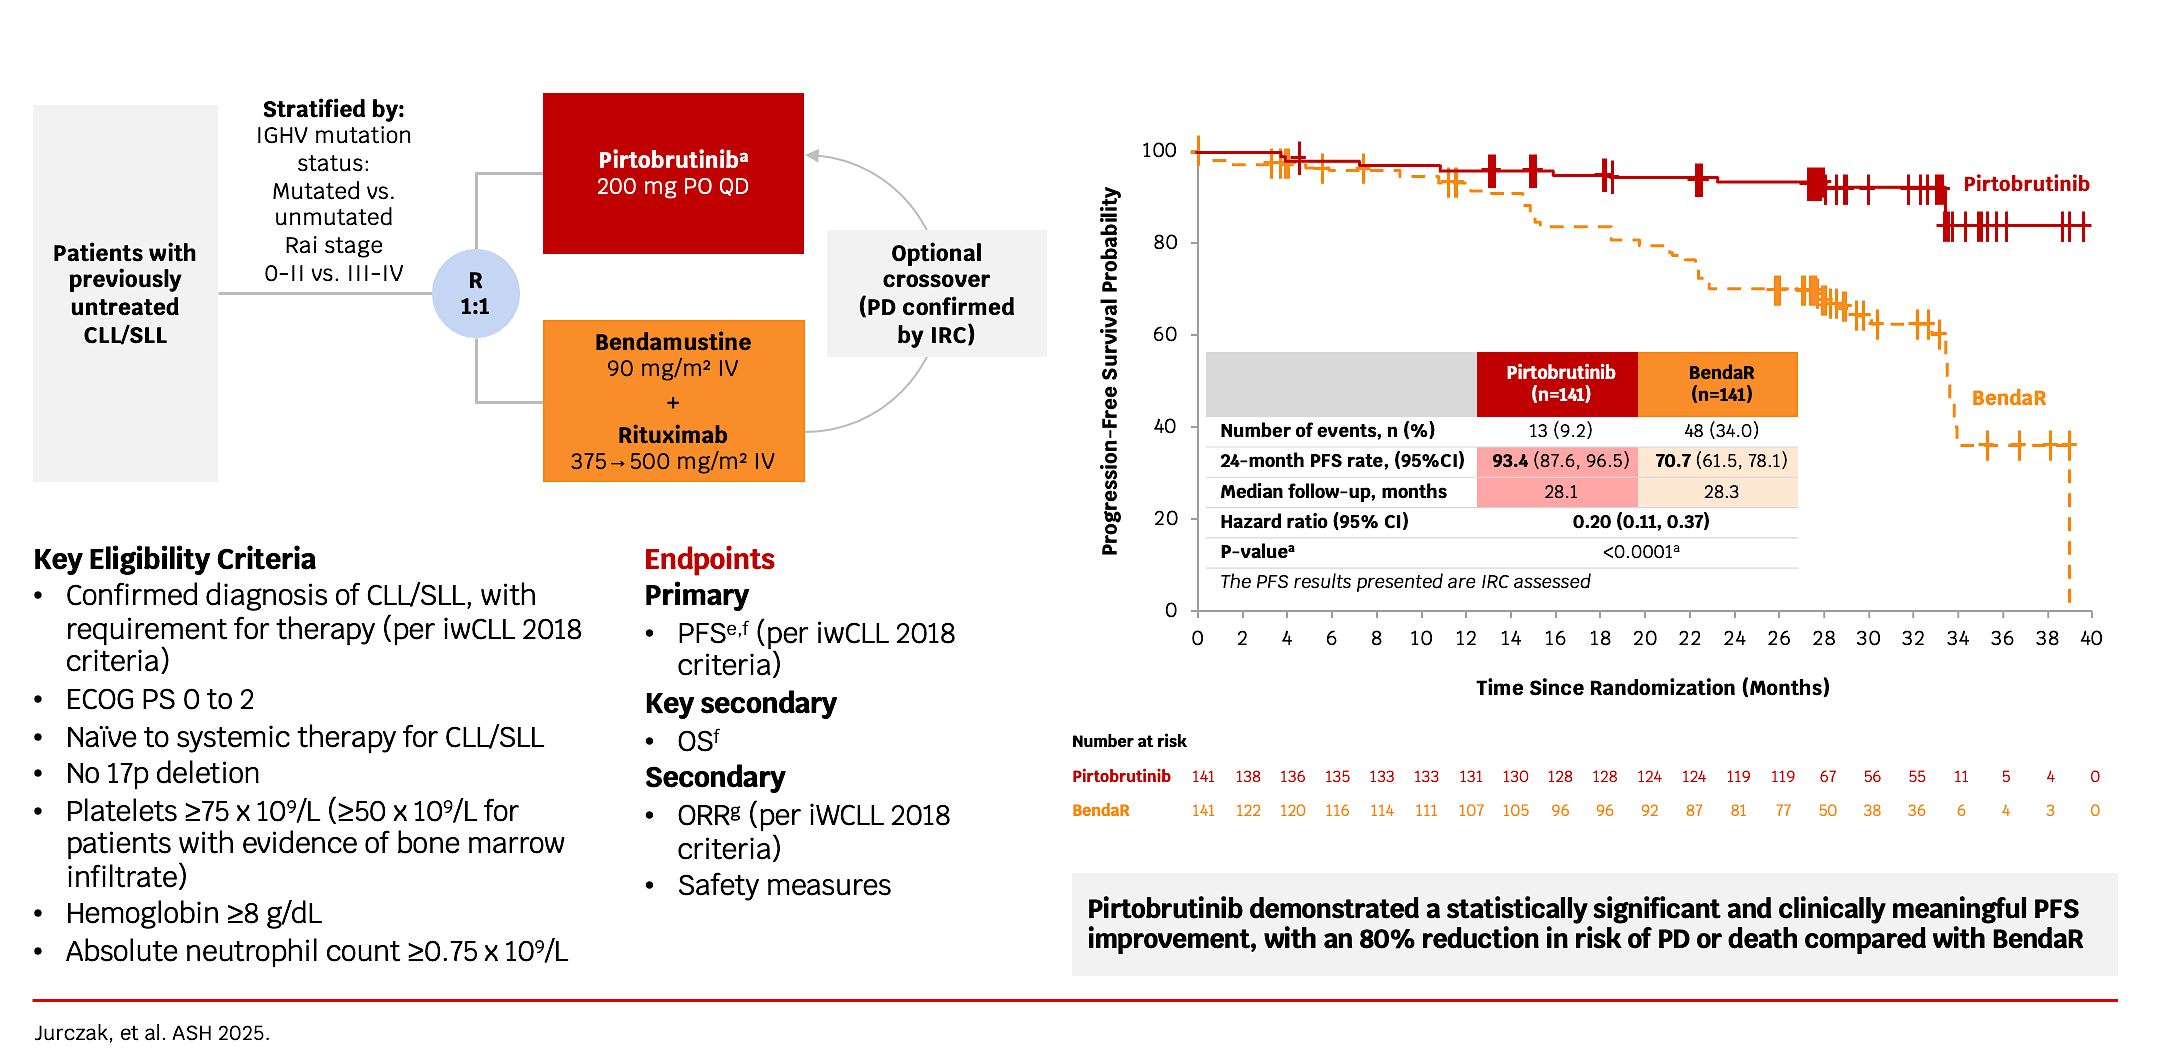 Stratified by:
IGHV mutation
status:
Mutated vs.
unmutated
Rai stage
0-II vs. III-IV
Patients with
previously
untreated
CLL/SLL
R
1:1
Pirtobrutinibᵃ
200 mg PO QD
Bendamustine
90 mg/m² IV
+
Rituximab
375→500 mg/m² IV
Optional
crossover
(PD confirmed
by IRC)
Key Eligibility Criteria
• Confirmed diagnosis of CLL/SLL, with
requirement for therapy (per iwCLL 2018
criteria)
• ECOG PS 0 to 2
• Naïve to systemic therapy for CLL/SLL
• No 17p deletion
• Platelets ≥75 x 10⁹/L (≥50 x 10⁹/L for
patients with evidence of bone marrow
infiltrate)
• Hemoglobin ≥8 g/dL
• Absolute neutrophil count ≥0.75 x 10⁹/L
Endpoints
Primary
• PFSᵉ,ᶠ (per iwCLL 2018
criteria)
Key secondary
• OSᶠ
Secondary
• ORRᵍ (per iWCLL 2018
criteria)
• Safety measures
Progression-Free Survival Probability
100
80
60
40
20
0
Pirtobrutinib
BendaR
Pirtobrutinib (n=141) BendaR (n=141)
Number of events, n (%) 13 (9.2) 48 (34.0)
24-month PFS rate, (95%CI) 93.4 (87.6, 96.5) 70.7 (61.5, 78.1)
Median follow-up, months 28.1 28.3
Hazard ratio (95% CI) 0.20 (0.11, 0.37)
P-valueᵃ <0.0001ᵃ
The PFS results presented are IRC assessed
0 2 4 6 8 10 12 14 16 18 20 22 24 26 28 30 32 34 36 38 40
Time Since Randomization (Months)
Number at risk
Pirtobrutinib 141 138 136 135 133 133 131 130 128 128 124 124 119 119 67 56 55 11 5 4 0
BendaR 141 122 120 116 114 111 107 105 96 96 92 87 81 77 50 38 36 6 4 3 0
Pirtobrutinib demonstrated a statistically significant and clinically meaningful PFS
improvement, with an 80% reduction in risk of PD or death compared with BendaR
Jurczak, et al. ASH 2025.